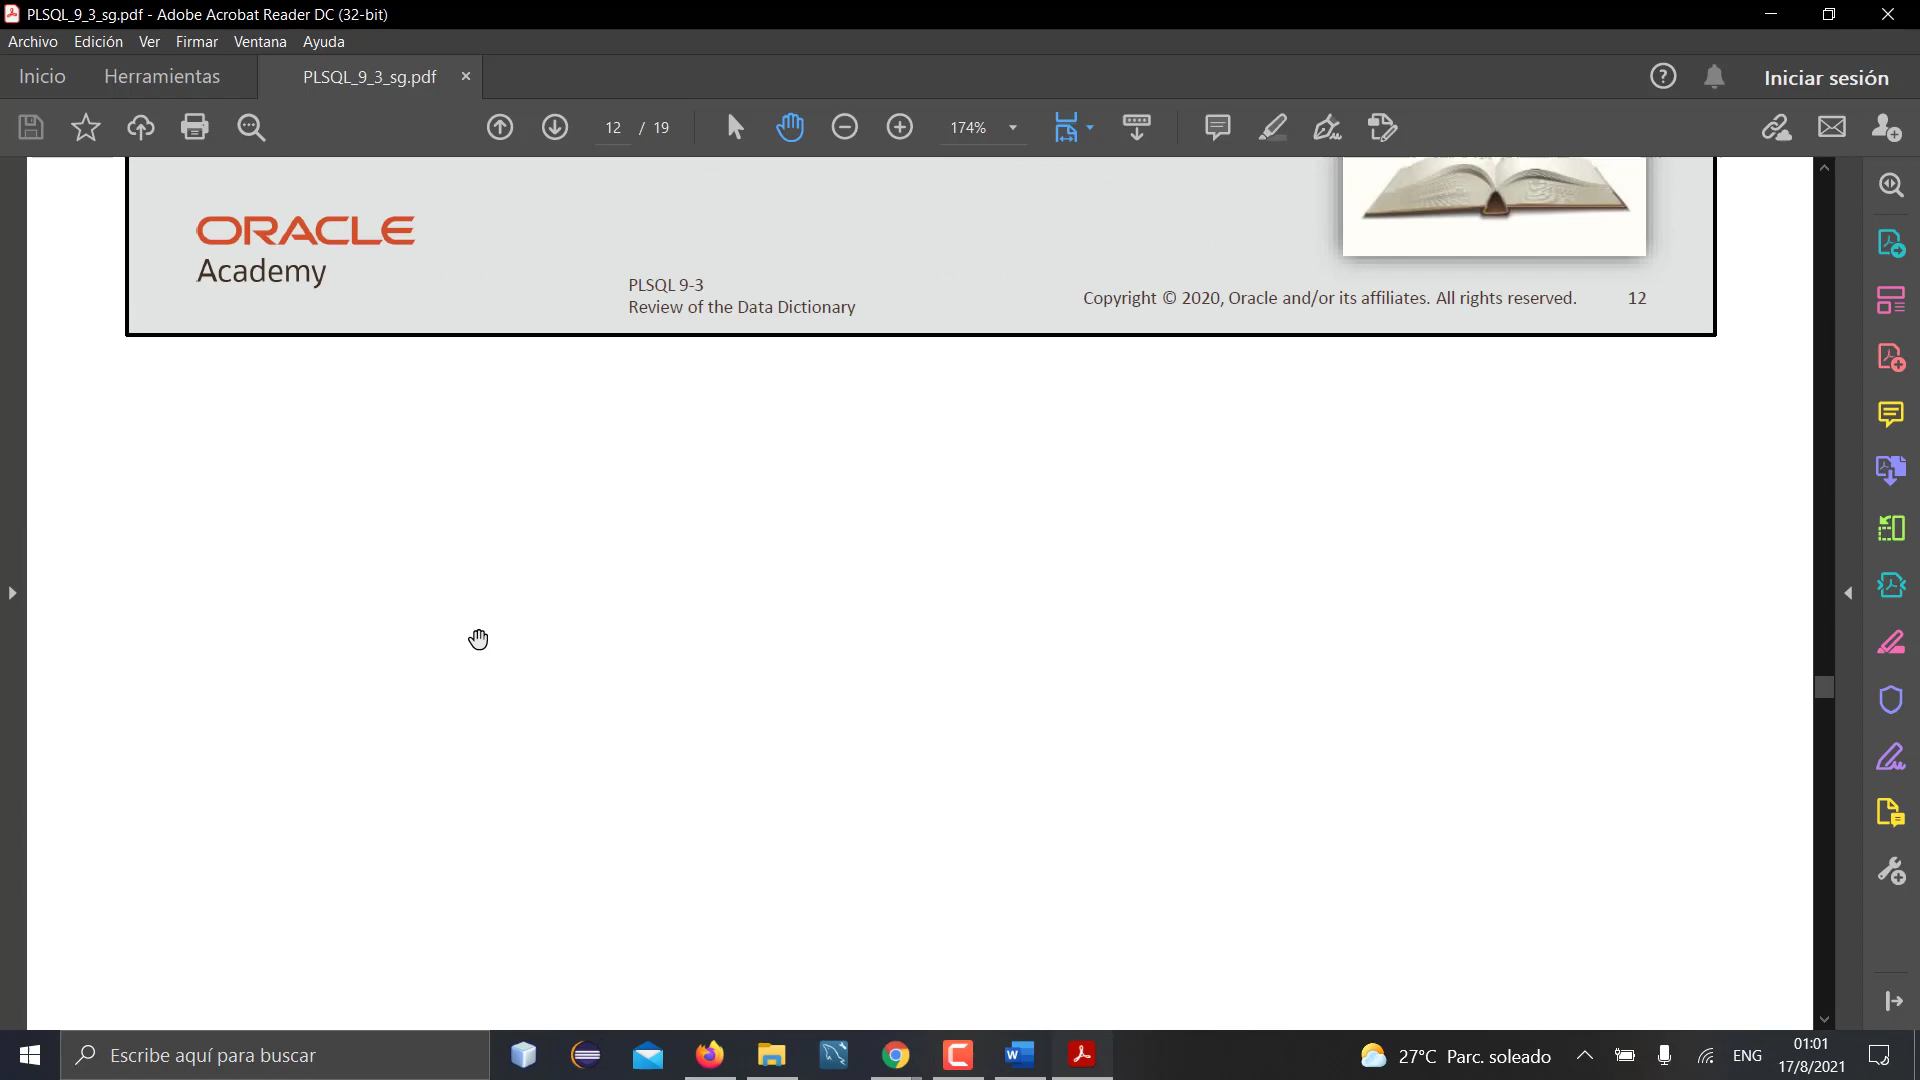 PLSQL_9_3_sg.pdf - Adobe Acrobat Reader DC (32-bit)
Archivo Edición Ver Firmar Ventana Ayuda
Inicio Herramientas PLSQL_9_3_sg.pdf × Iniciar sesión
12 / 19 174%
ORACLE
Academy
PLSQL 9-3
Review of the Data Dictionary
Copyright © 2020, Oracle and/or its affiliates. All rights reserved. 12
Escribe aquí para buscar
27°C Parc. soleado
ENG
01:01
17/8/2021